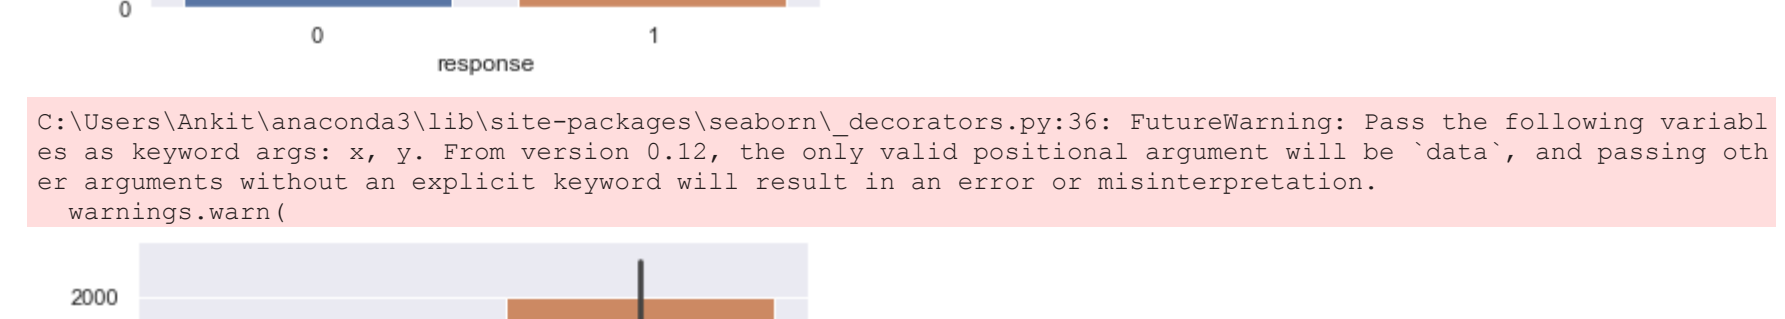 0
0 1
response
C:\Users\Ankit\anaconda3\lib\site-packages\seaborn\_decorators.py:36: FutureWarning: Pass the following variabl
es as keyword args: x, y. From version 0.12, the only valid positional argument will be `data`, and passing oth
er arguments without an explicit keyword will result in an error or misinterpretation.
  warnings.warn(
2000